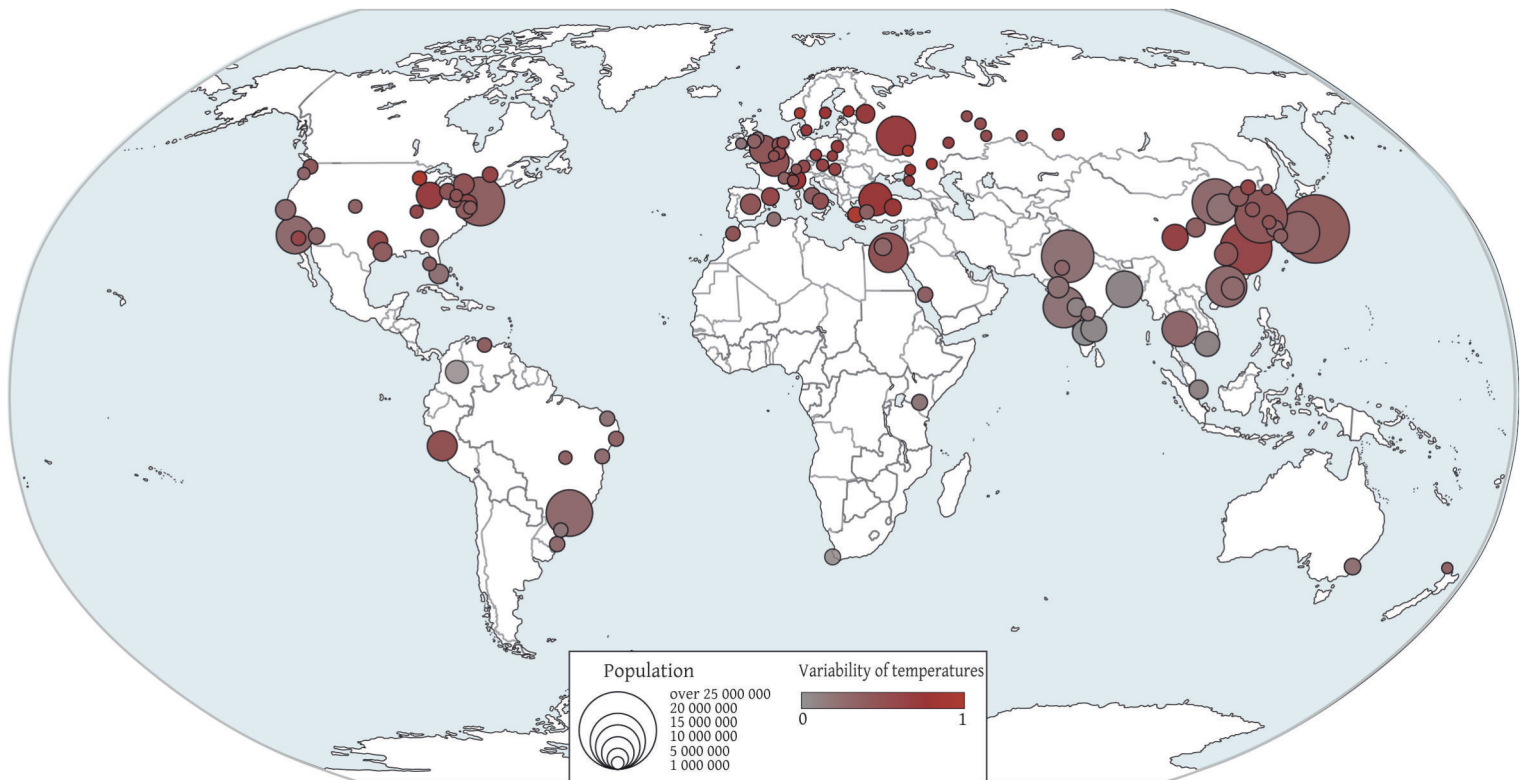 Population
over 25 000 000
20 000 000
15 000 000
10 000 000
5 000 000
1 000 000
Variability of temperatures
0 1